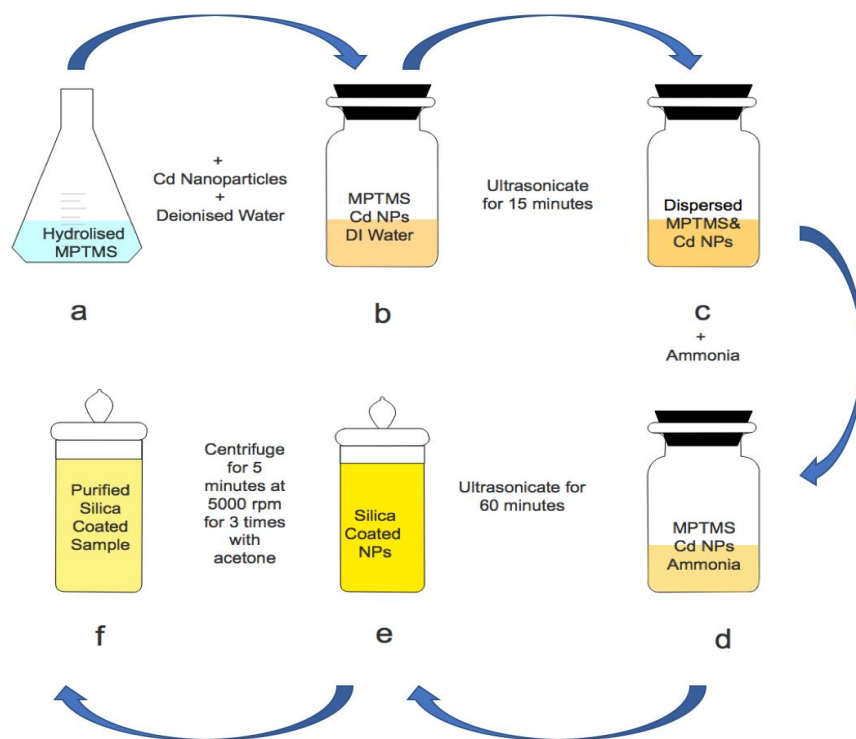 Hydrolised
MPTMS
a
+
Cd Nanoparticles
+
Deionised Water
MPTMS
Cd NPs
DI Water
b
Ultrasonicate
for 15 minutes
Dispersed
MPTMS&
Cd NPs
c
+
Ammonia
MPTMS
Cd NPs
Ammonia
d
Ultrasonicate for
60 minutes
Silica
Coated
NPs
e
Centrifuge
for 5
minutes at
5000 rpm
for 3 times
with
acetone
Purified
Silica
Coated
Sample
f